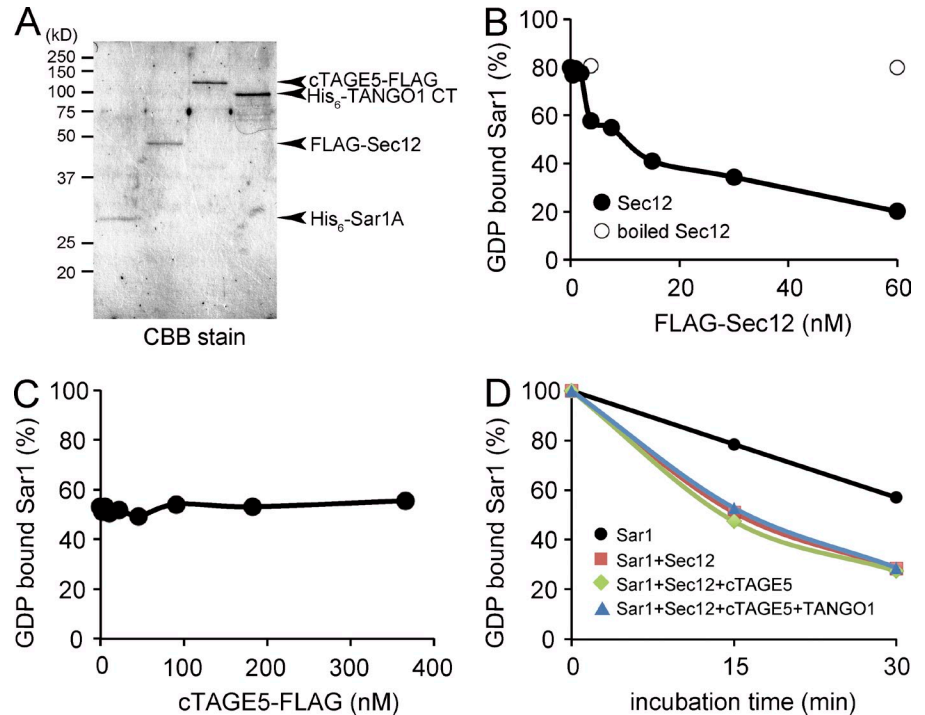 A
(kD)
250
150
100
75
50
37
25
20
cTAGE5-FLAG
His6-TANGO1 CT
FLAG-Sec12
His6-Sar1A
CBB stain
B
GDP bound Sar1 (%)
100
80
60
40
20
0
Sec12
boiled Sec12
0 20 40 60
FLAG-Sec12 (nM)
C
GDP bound Sar1 (%)
100
80
60
40
20
0
0 100 200 300 400
cTAGE5-FLAG (nM)
D
GDP bound Sar1 (%)
100
80
60
40
20
0
Sar1
Sar1+Sec12
Sar1+Sec12+cTAGE5
Sar1+Sec12+cTAGE5+TANGO1
0 15 30
incubation time (min)